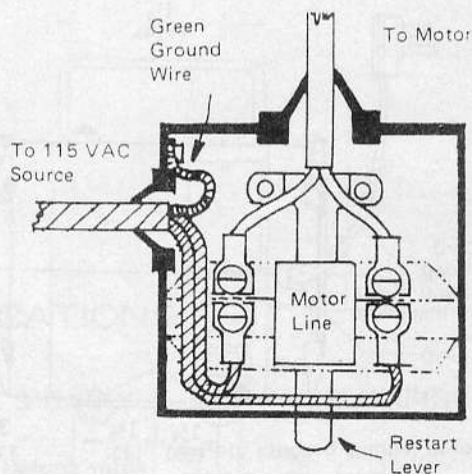 Green
Ground
Wire
To Motor
To 115 VAC
Source
Motor
Line
Restart
Lever